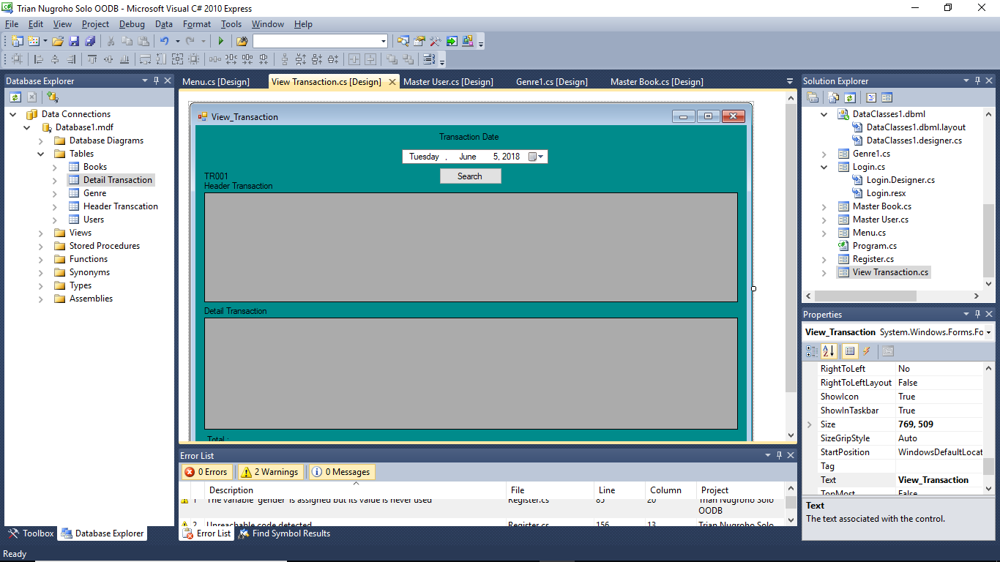 Trian Nugroho Solo OODB - Microsoft Visual C# 2010 Express
File Edit View Project Debug Data Format Tools Window Help
Database Explorer
Data Connections
Database1.mdf
Database Diagrams
Tables
Books
Detail Transaction
Genre
Header Transcation
Users
Views
Stored Procedures
Functions
Synonyms
Types
Assemblies
Toolbox Database Explorer
Menu.cs [Design] View Transaction.cs [Design] Master User.cs [Design] Genre1.cs [Design] Master Book.cs [Design]
View_Transaction
Transaction Date
Tuesday , June 5, 2018
Search
TR001
Header Transaction
Detail Transaction
Total :
Error List
0 Errors 2 Warnings 0 Messages
Description File Line Column Project
1 The variable 'gender' is assigned but its value is never used Register.cs 85 20 Trian Nugroho Solo
OODB
2 Unreachable code detected Register.cs 156 13 Trian Nugroho Solo
Error List Find Symbol Results
Solution Explorer
DataClasses1.dbml
DataClasses1.dbml.layout
DataClasses1.designer.cs
Genre1.cs
Login.cs
Login.Designer.cs
Login.resx
Master Book.cs
Master User.cs
Menu.cs
Program.cs
Register.cs
View Transaction.cs
Properties
View_Transaction System.Windows.Forms.Fo
RightToLeft No
RightToLeftLayout False
ShowIcon True
ShowInTaskbar True
Size 769, 509
SizeGripStyle Auto
StartPosition WindowsDefaultLocat
Tag
Text View_Transaction
TopMost False
Text
The text associated with the control.
Ready